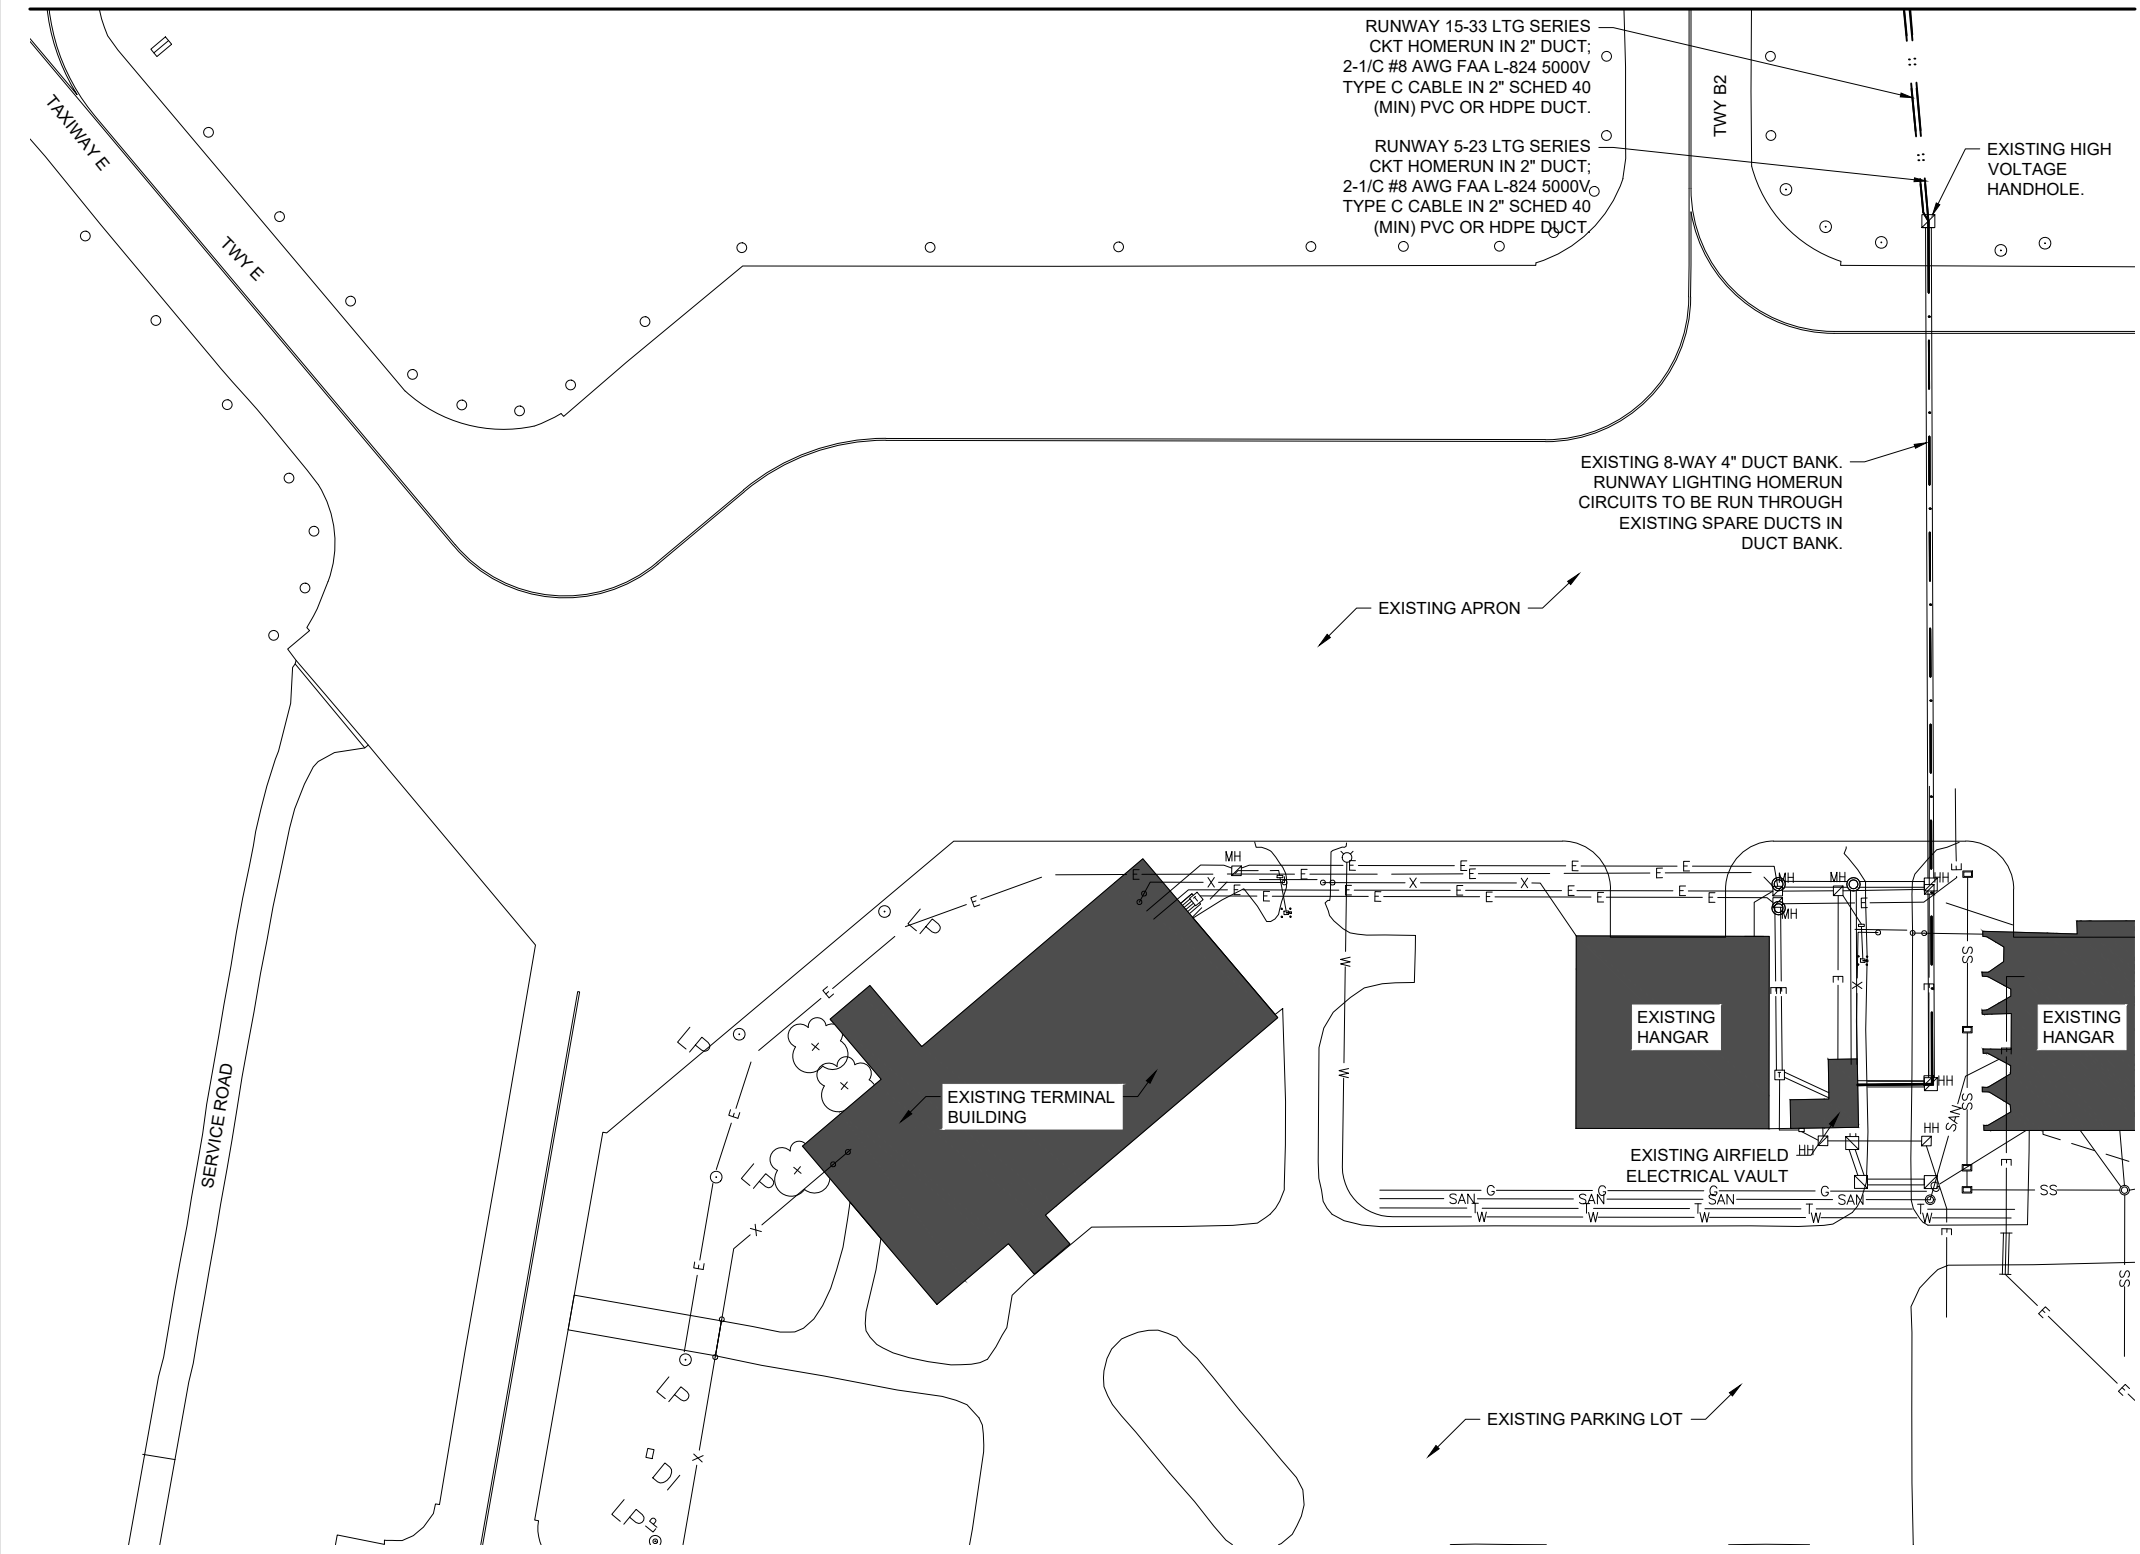 RUNWAY 15-33 LTG SERIES
CKT HOMERUN IN 2" DUCT;
2-1/C #8 AWG FAA L-824 5000V
TYPE C CABLE IN 2" SCHED 40
(MIN) PVC OR HDPE DUCT.
RUNWAY 5-23 LTG SERIES
CKT HOMERUN IN 2" DUCT;
2-1/C #8 AWG FAA L-824 5000V
TYPE C CABLE IN 2" SCHED 40
(MIN) PVC OR HDPE DUCT.
TWY B2
EXISTING HIGH
VOLTAGE
HANDHOLE.
TAXIWAY E
TWY E
EXISTING 8-WAY 4" DUCT BANK.
RUNWAY LIGHTING HOMERUN
CIRCUITS TO BE RUN THROUGH
EXISTING SPARE DUCTS IN
DUCT BANK.
EXISTING APRON
MH
E E E E
E E E E
X X X
E E E E E
E E E E
MH
MH
MH
HH
E
E
E
LP
E
W
SS
E
E
X
E
E
EXISTING
HANGAR
EXISTING
HANGAR
LP
W
E
SERVICE ROAD
EXISTING TERMINAL
BUILDING
HH
SS
SAN
E
HH
HH
EXISTING AIRFIELD
ELECTRICAL VAULT
LP
E
G G G G
SAN SAN SAN SAN
T T T T T
W W W W W
SS
X
E
E
SS
E
LP
E
EXISTING PARKING LOT
X
DI
LP
LP